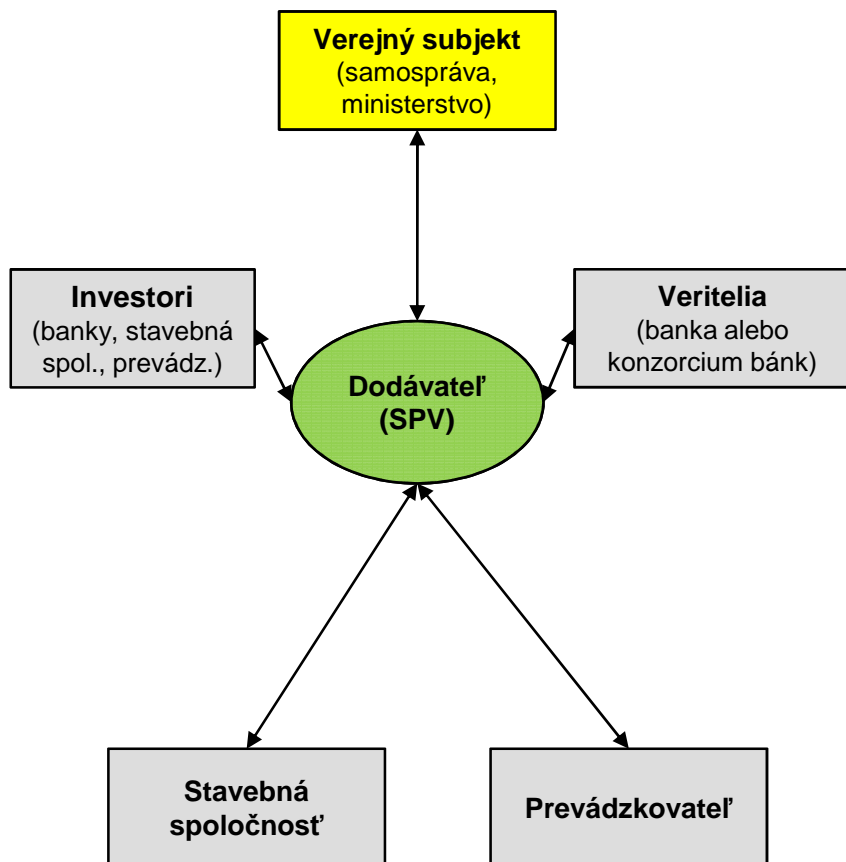 Verejný subjekt
(samospráva,
ministerstvo)
Investori
(banky, stavebná
spol., prevádz.)
Veritelia
(banka alebo
konzorcium bánk)
Dodávateľ
(SPV)
Stavebná
spoločnosť
Prevádzkovateľ